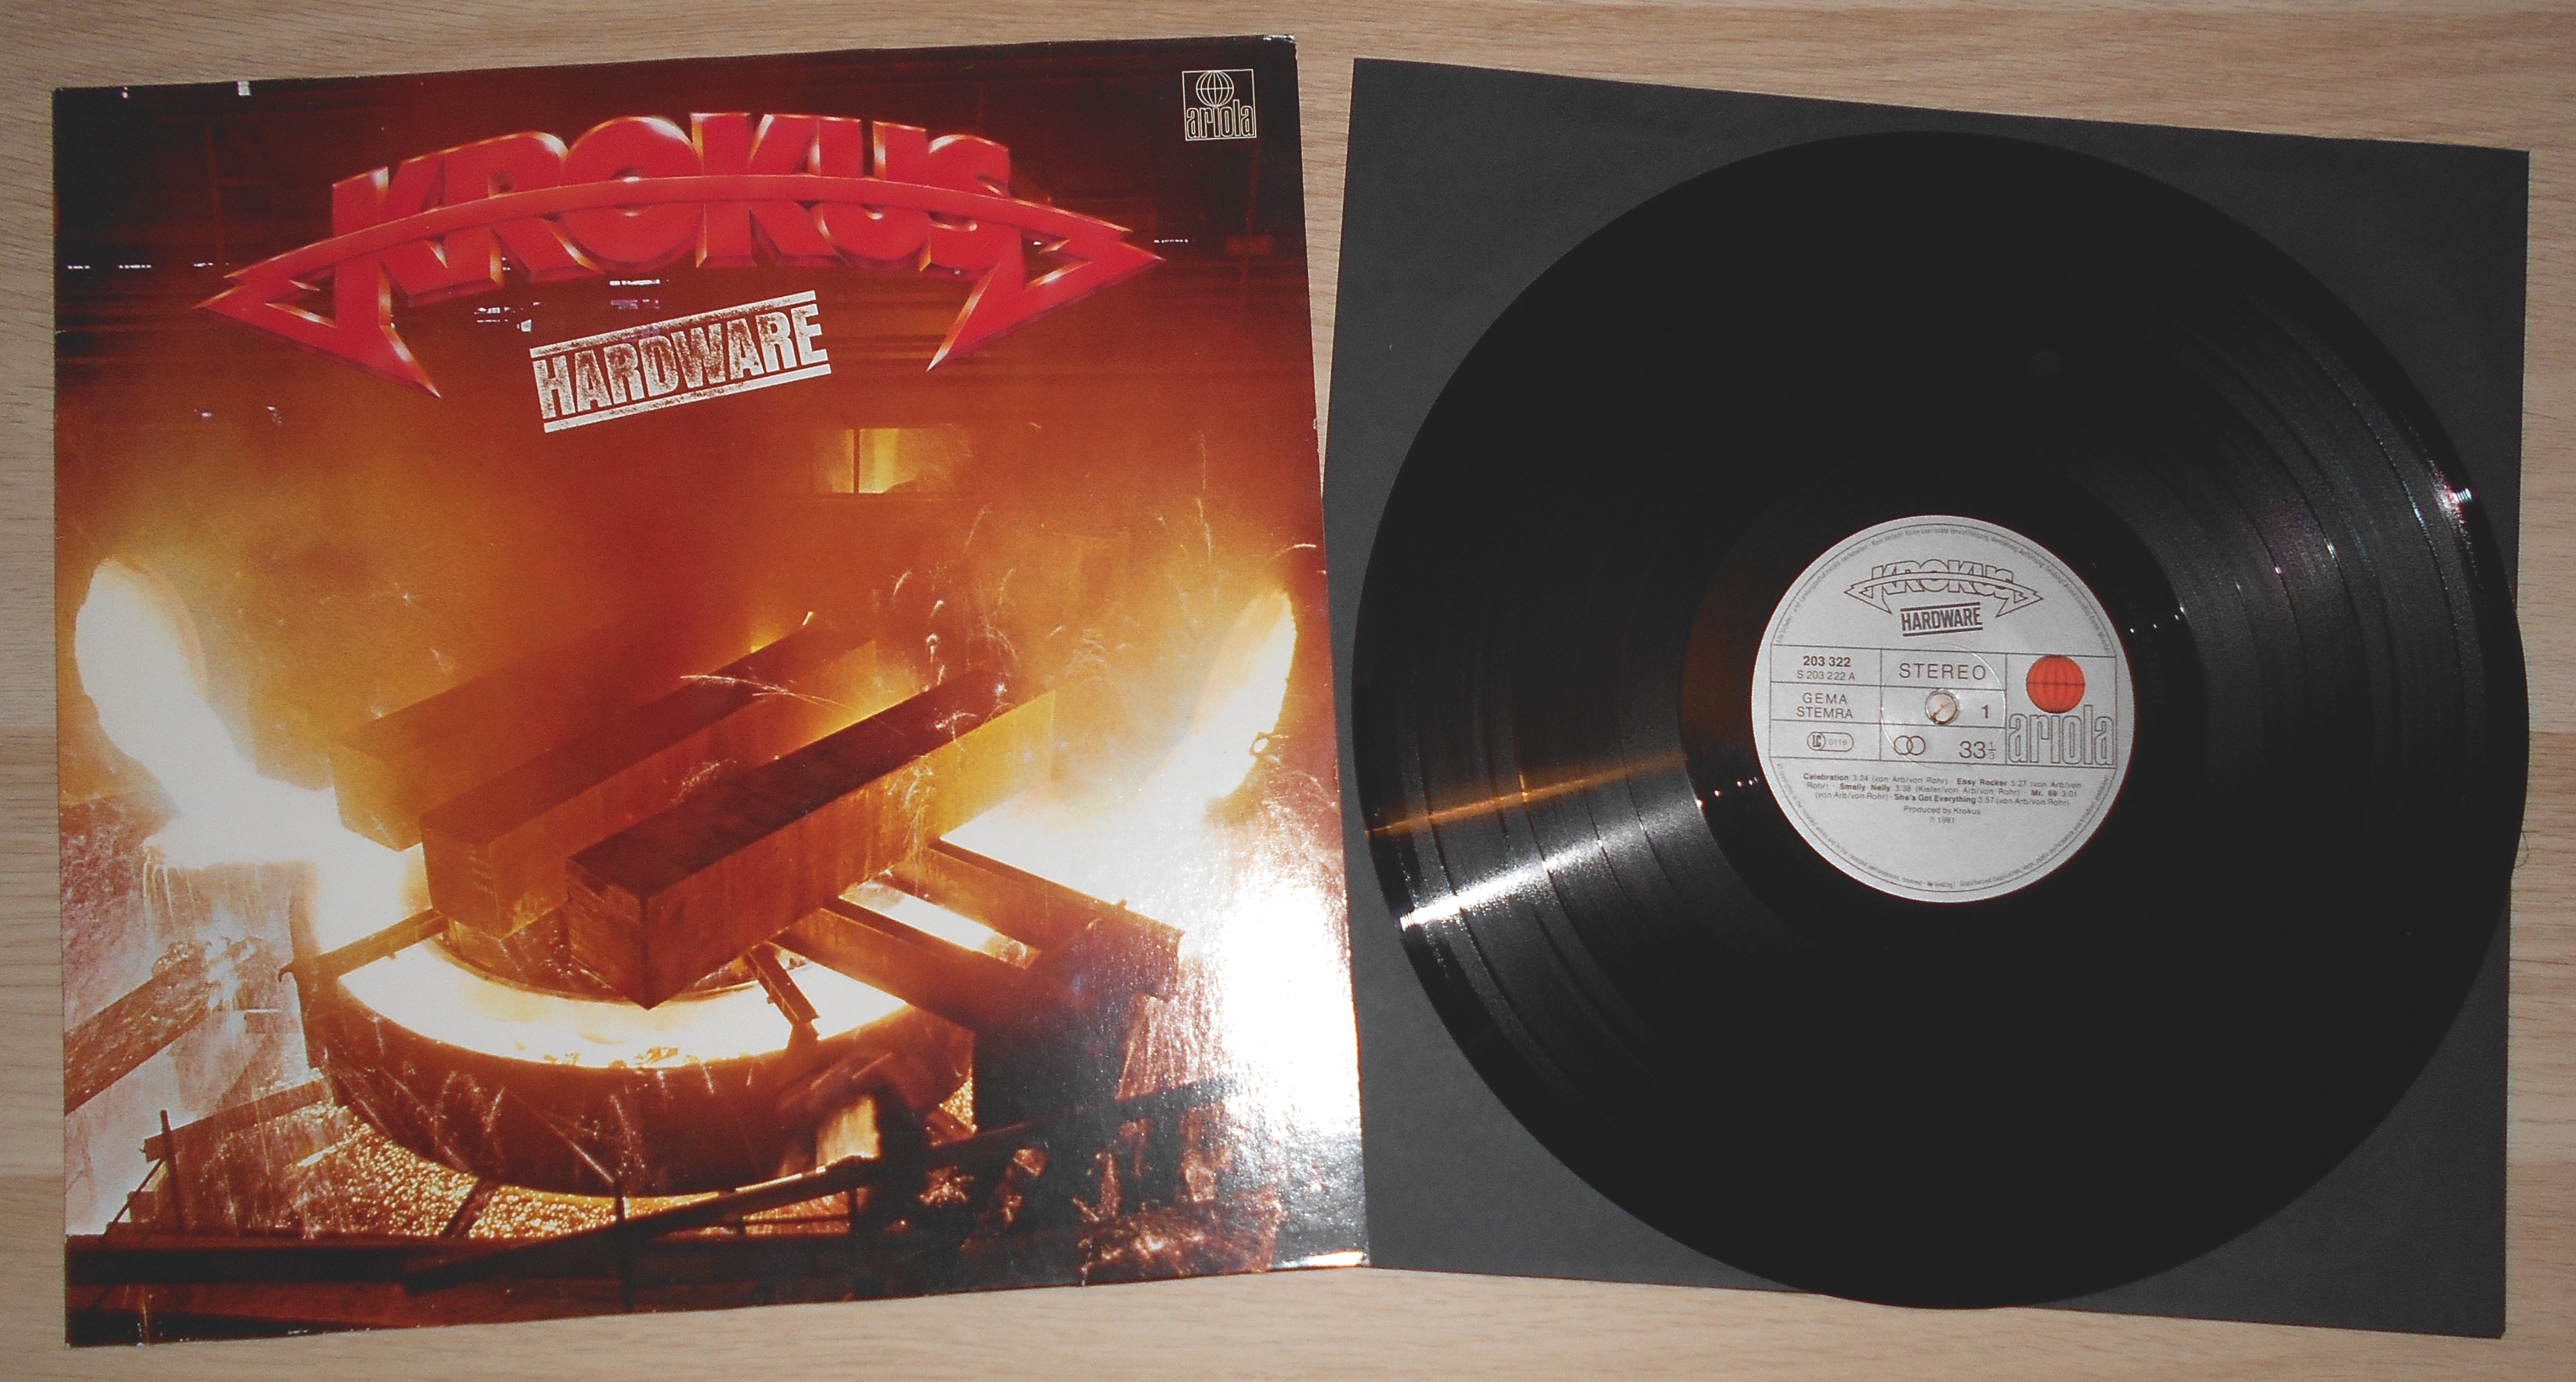 KROKUS
ariola
HARDWARE
KROKUS
HARDWARE
203 322
S 203 222 A
STEREO
GEMA
STEMRA
1
LC 0116
33⅓
ariola
Celebration 3:24 (von Arb/von Rohr) · Easy Rocker 5:27 (von Arb/von
Rohr) · Smelly Nelly 3:38 (Kiefer/von Arb/von Rohr) · Mr. 69 3:01
(von Arb/von Rohr) · She's Got Everything 3:57 (von Arb/von Rohr)
Produced by Krokus
℗ 1981